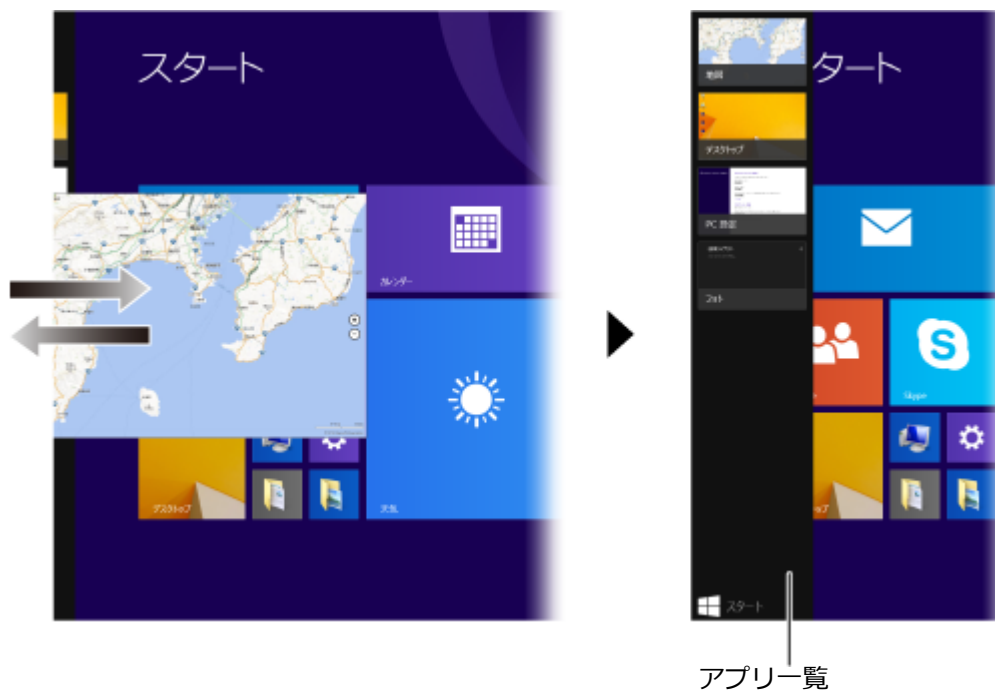 スタート
カレンダー
デスクトップ
天気
地図
デスクトップ
PC 設定
フォト
スタート
タート
Skype
アプリ一覧